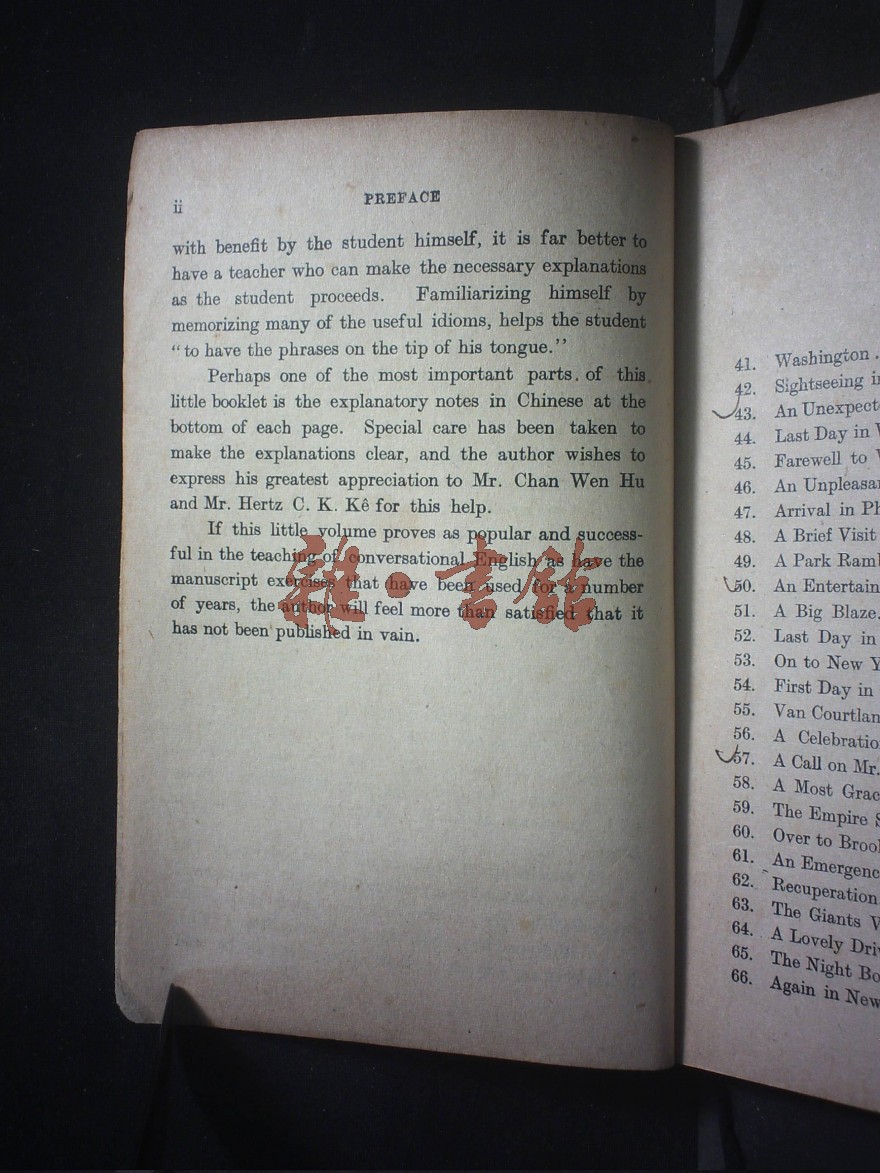 ii PREFACE
with benefit by the student himself, it is far better to
have a teacher who can make the necessary explanations
as the student proceeds. Familiarizing himself by
memorizing many of the useful idioms, helps the student
“to have the phrases on the tip of his tongue.”
Perhaps one of the most important parts of this
little booklet is the explanatory notes in Chinese at the
bottom of each page. Special care has been taken to
make the explanations clear, and the author wishes to
express his greatest appreciation to Mr. Chan Wen Hu
and Mr. Hertz C. K. Kê for this help.
If this little volume proves as popular and success-
ful in the teaching of conversational English as have the
manuscript exercises that have been used for a number
of years, the author will feel more than satisfied that it
has not been published in vain.
雜·書館
41. Washington .
42. Sightseeing
43. An
44. Last Day in
45. Farewell to
46. An
47. Arrival in
48. A Brief Visit
49. A Park
50. An
51. A Big Blaze.
52. Last Day in
53. On to New
54. First Day in
55. Van
56. A
57. A Call on Mr.
58. A Most
59. The Empire
60. Over to
61. An
62. Recuperation
63. The Giants
64. A Lovely
65. The Night
66. Again in New